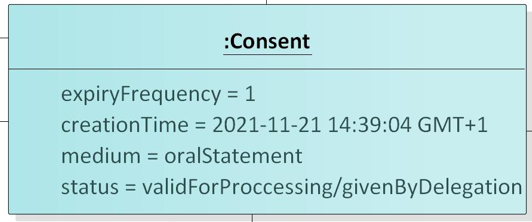 :Consent
expiryFrequency = 1
creationTime = 2021-11-21 14:39:04 GMT+1
medium = oralStatement
status = validForProccessing/givenByDelegation